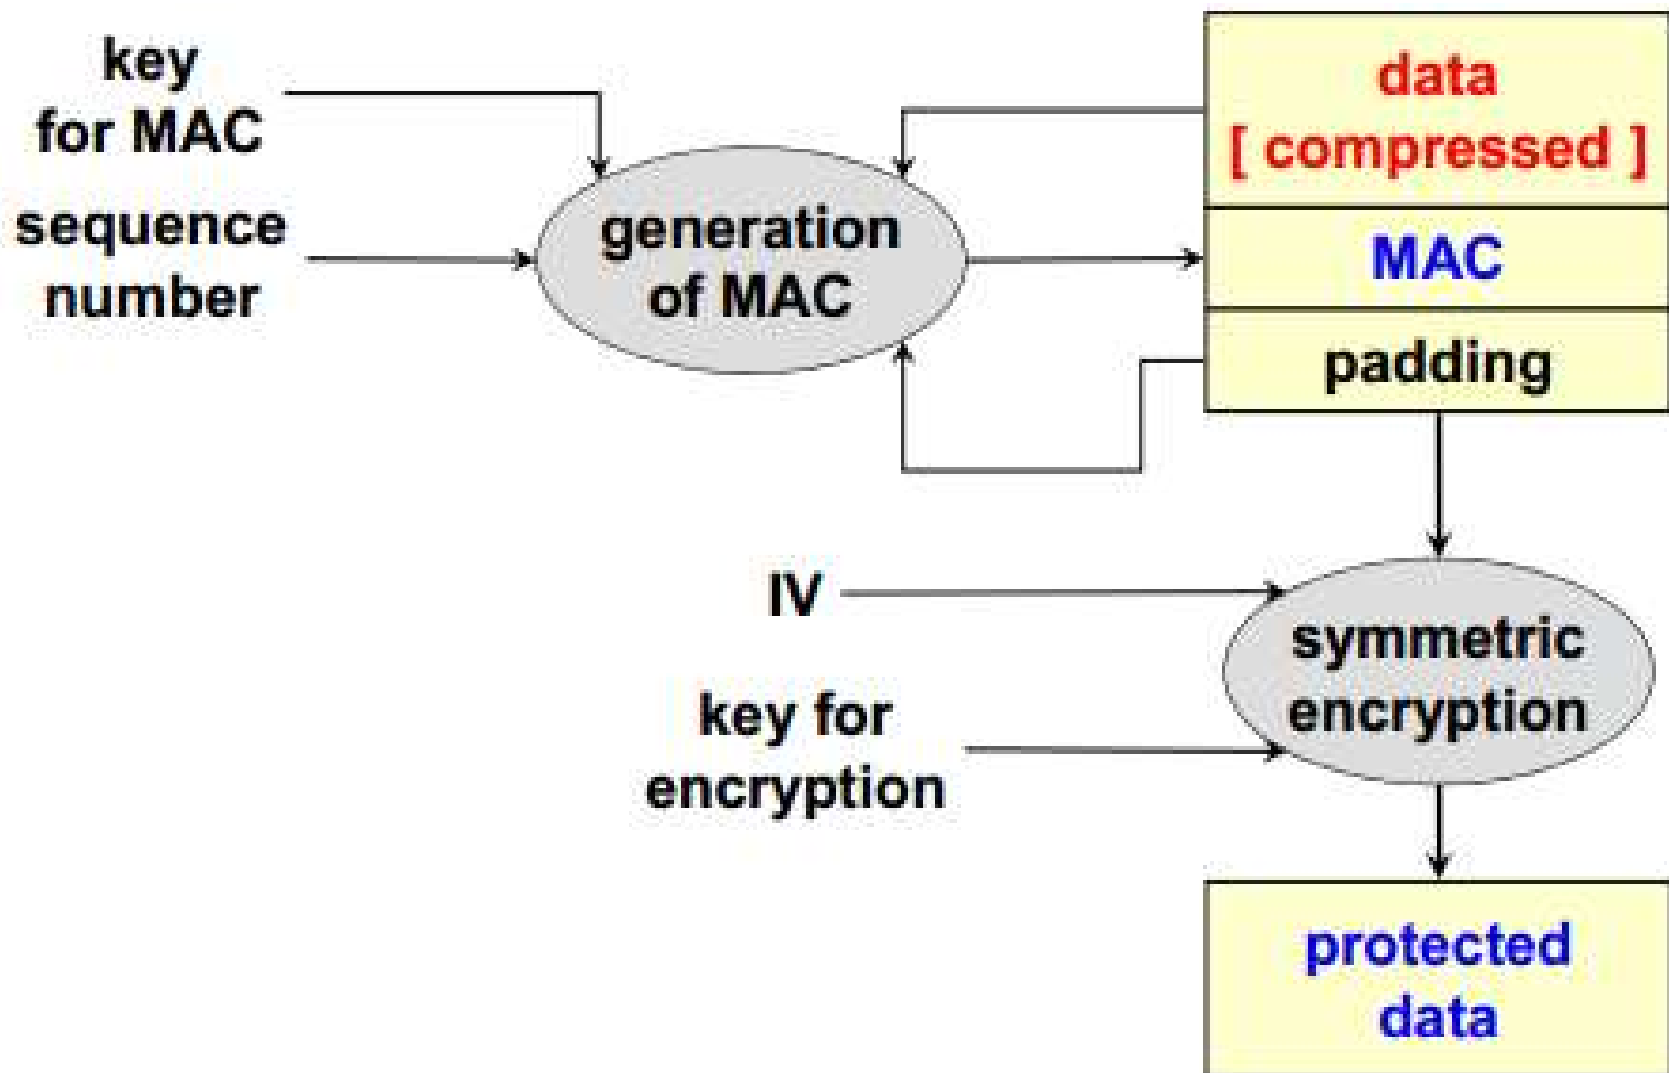 key
for MAC
data
[ compressed ]
sequence
number
generation
of MAC
MAC
padding
IV
symmetric
encryption
key for
encryption
protected
data